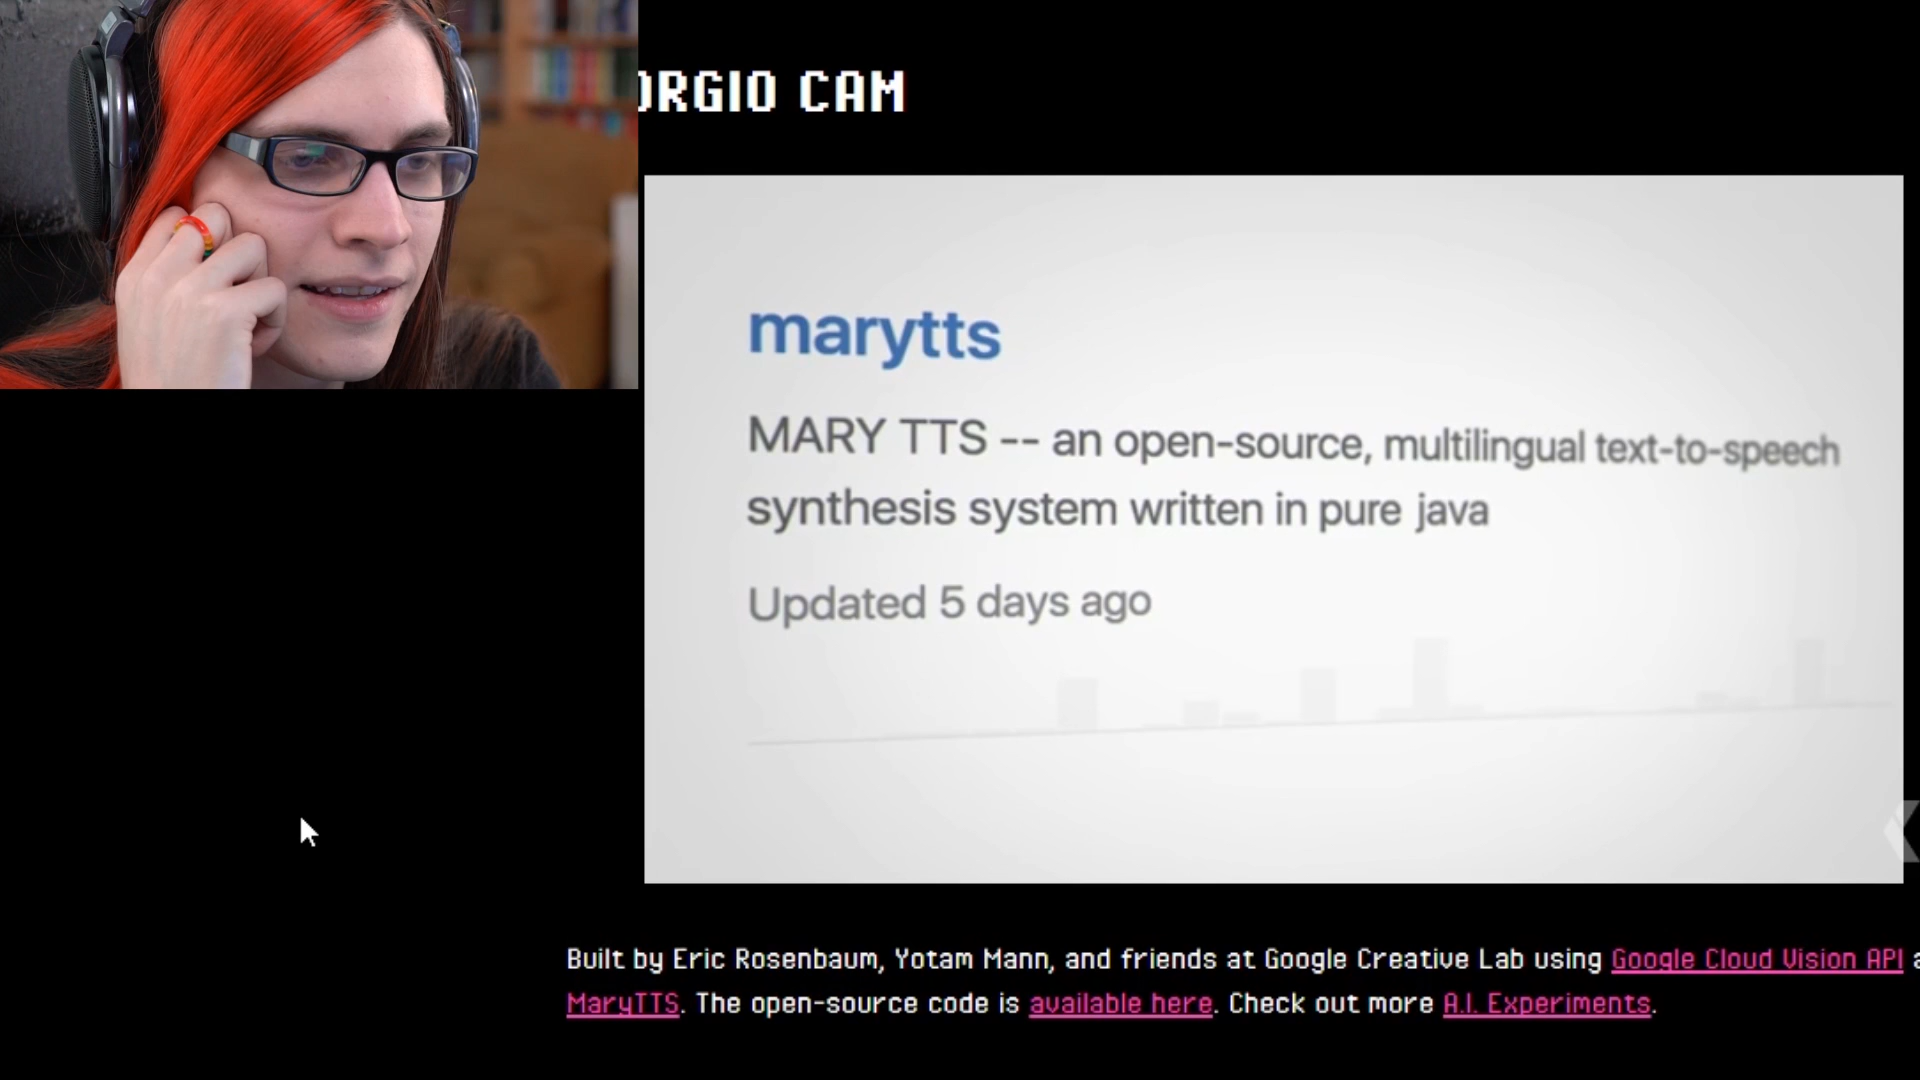 ORGIO CAM
marytts
MARY TTS -- an open-source, multilingual text-to-speech
synthesis system written in pure java
Updated 5 days ago
Built by Eric Rosenbaum, Yotam Mann, and friends at Google Creative Lab using Google Cloud Vision API a
MaryTTS. The open-source code is available here. Check out more A.I. Experiments.